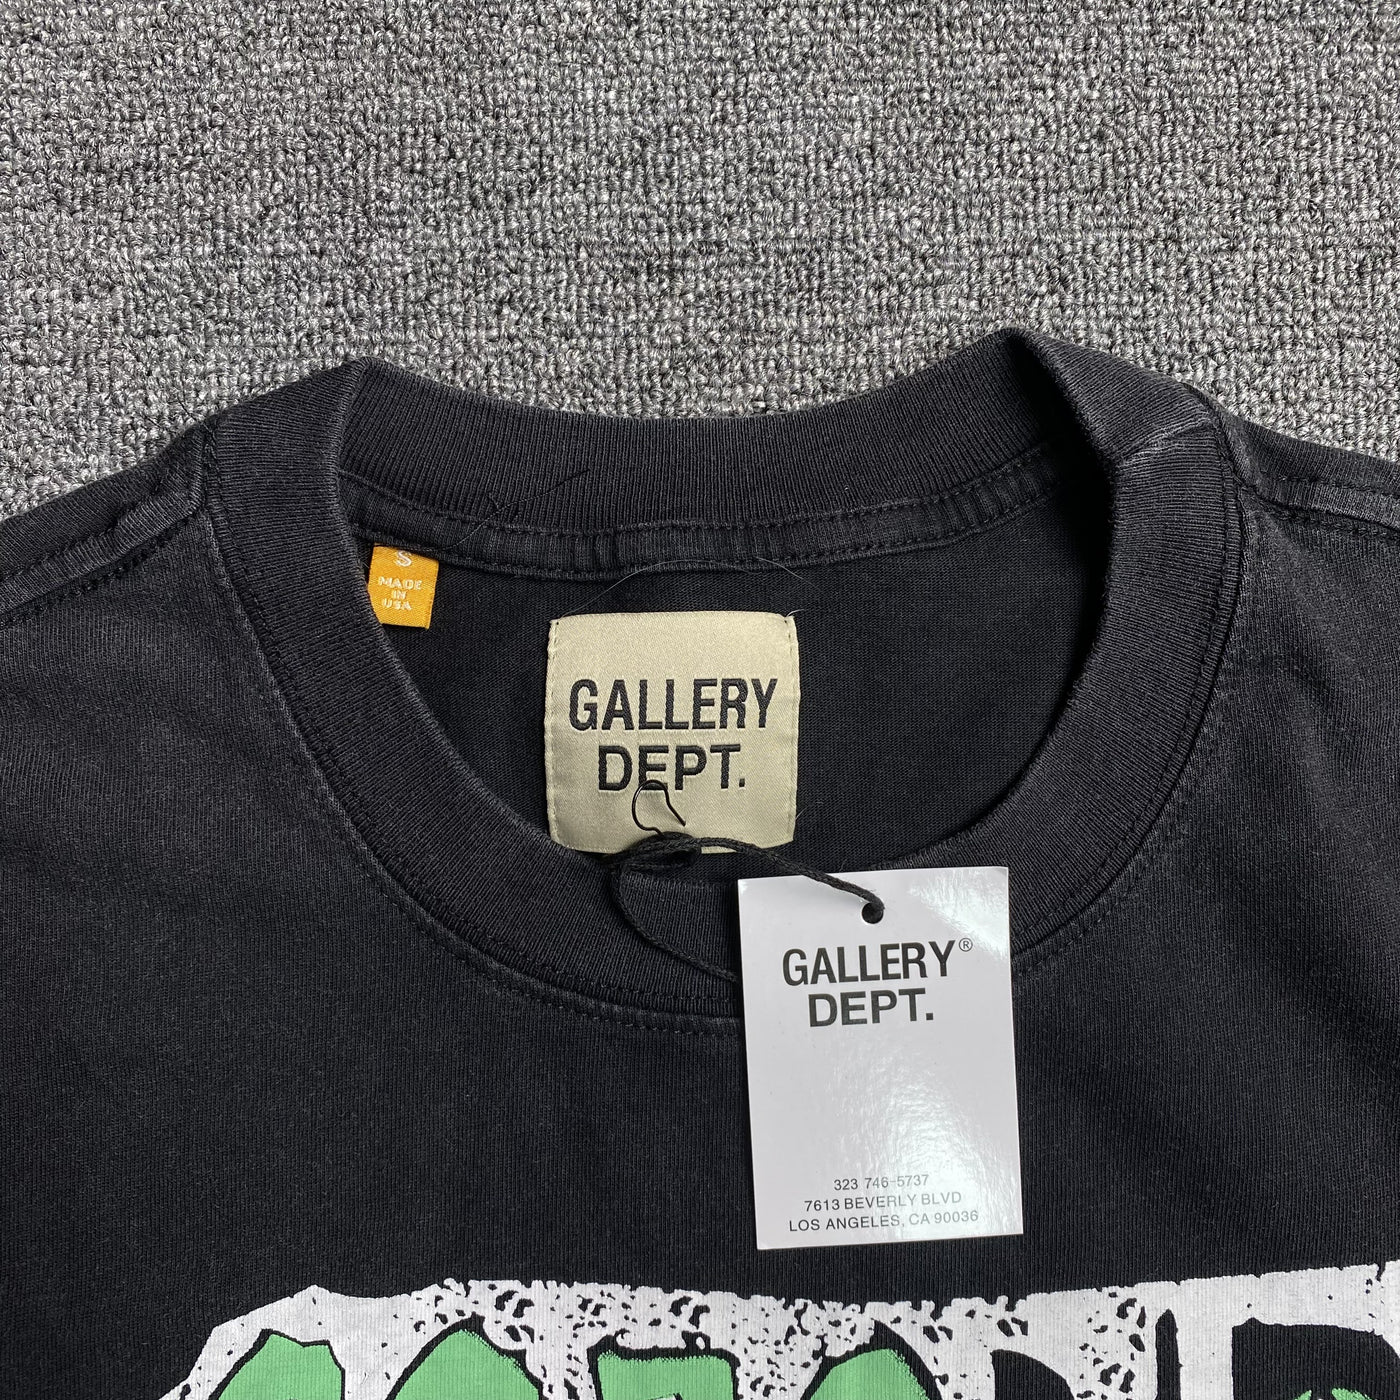 S
MADE
IN
USA
GALLERY
DEPT.
GALLERY®
DEPT.
323 746-5737
7613 BEVERLY BLVD
LOS ANGELES, CA 90036